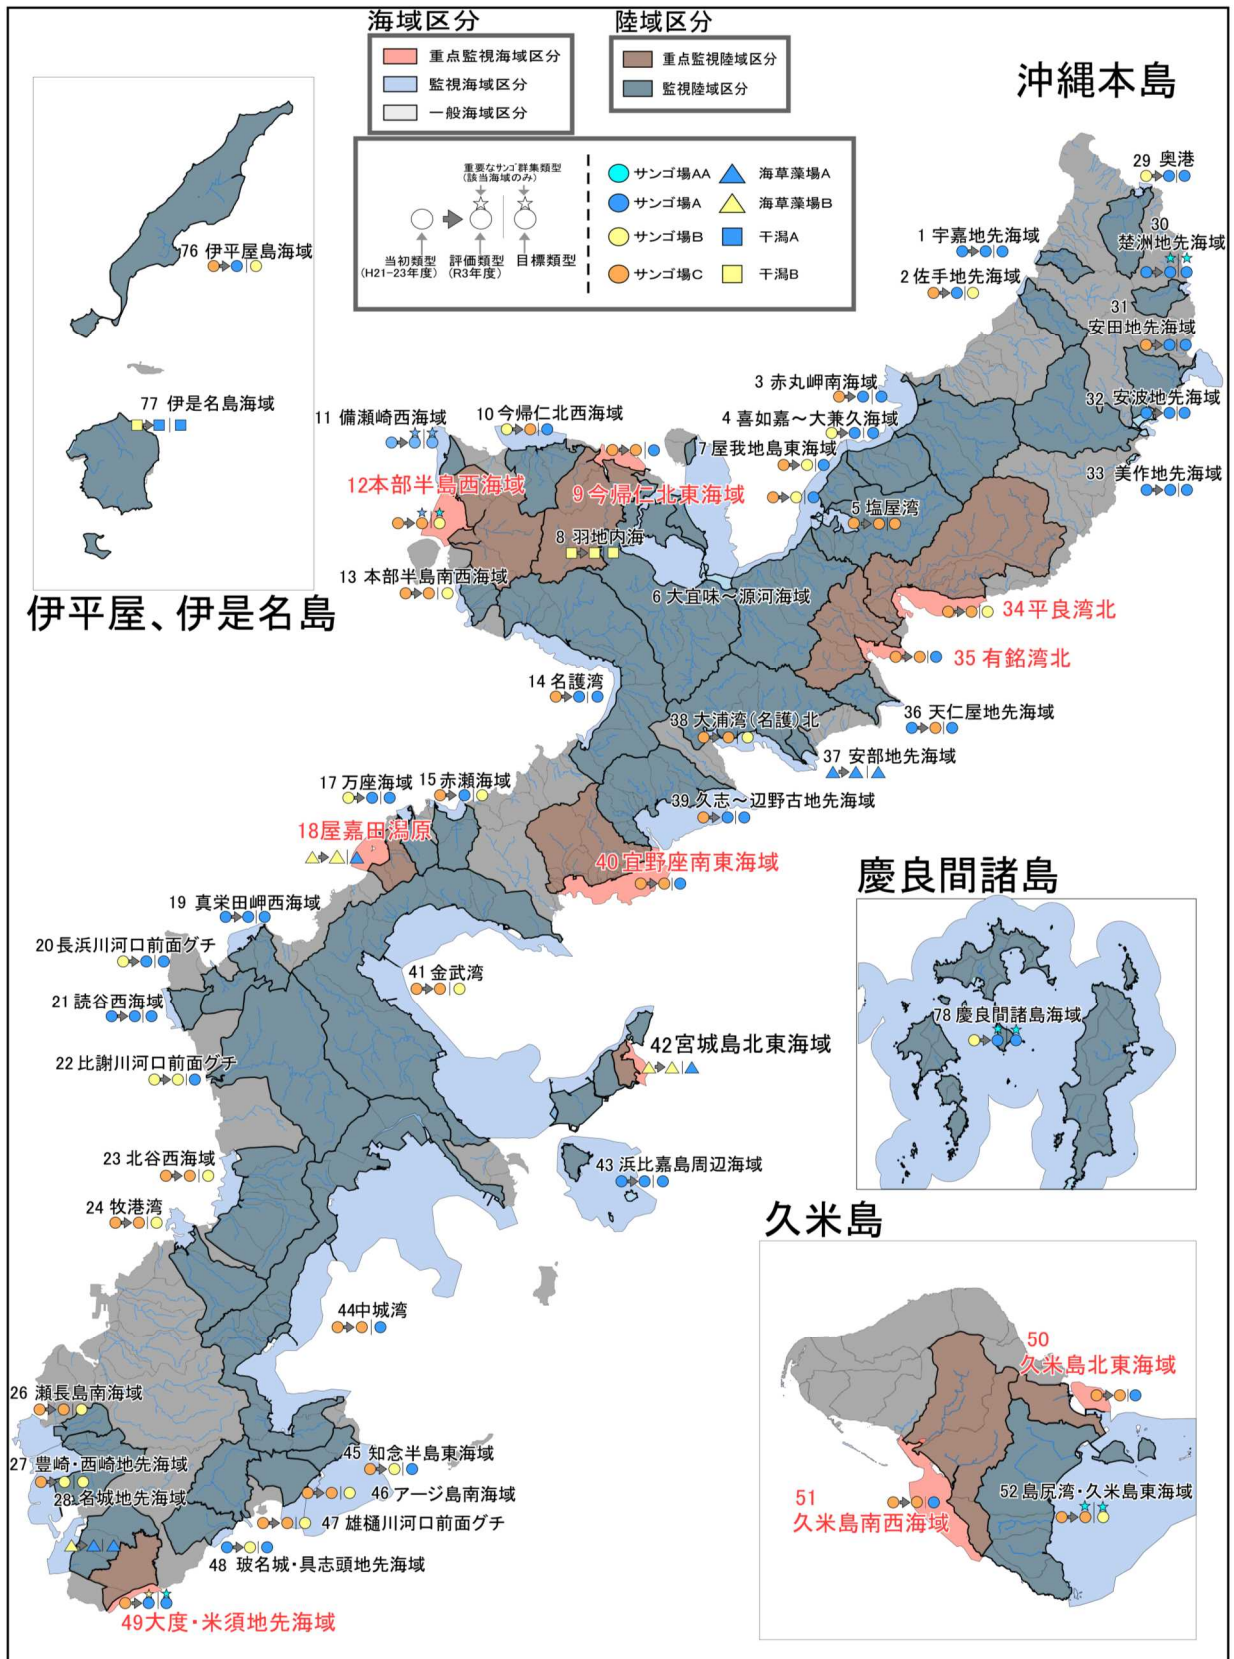 海域区分
重点監視海域区分
監視海域区分
一般海域区分
陸域区分
重点監視陸域区分
監視陸域区分
沖縄本島
重要なサンゴ群集類型
(該当海域のみ)
当初類型
(H21-23年度)
評価類型
(R3年度)
目標類型
サンゴ場AA
サンゴ場A
サンゴ場B
サンゴ場C
海草藻場A
海草藻場B
干潟A
干潟B
76 伊平屋島海域
77 伊是名島海域
伊平屋、伊是名島
29 奥港
30
楚洲地先海域
1 宇嘉地先海域
2 佐手地先海域
31
安田地先海域
3 赤丸岬南海域
32 安波地先海域
4 喜如嘉～大兼久海域
10 今帰仁北西海域
11 備瀬崎西海域
7 屋我地島東海域
33 美作地先海域
12本部半島西海域
9 今帰仁北東海域
5 塩屋湾
8 羽地内海
13 本部半島南西海域
6 大宜味～源河海域
34 平良湾北
35 有銘湾北
14 名護湾
36 天仁屋地先海域
38 大浦湾(名護)北
37 安部地先海域
17 万座海域
15 赤瀬海域
39 久志～辺野古地先海域
18屋嘉田潟原
40 宜野座南東海域
慶良間諸島
19 真栄田岬西海域
20 長浜川河口前面グチ
41 金武湾
21 読谷西海域
78 慶良間諸島海域
42 宮城島北東海域
22 比謝川河口前面グチ
23 北谷西海域
43 浜比嘉島周辺海域
24 牧港湾
久米島
44中城湾
50
久米島北東海域
26 瀬長島南海域
45 知念半島東海域
27 豊崎・西崎地先海域
46 アージ島南海域
28 名城地先海域
52 島尻湾・久米島東海域
51
久米島南西海域
47 雄樋川河口前面グチ
48 玻名城・具志頭地先海域
49大度・米須地先海域